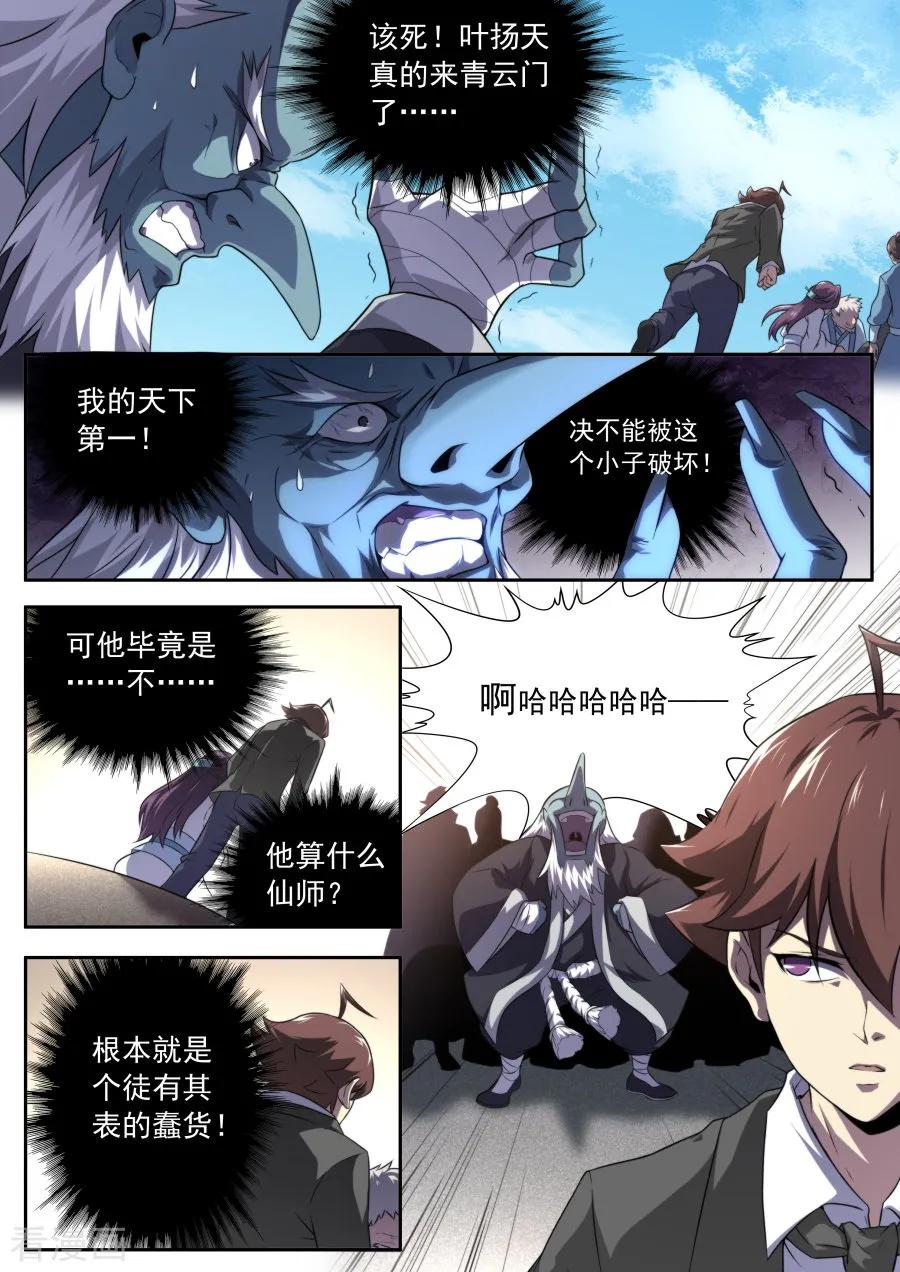 该死！叶扬天
真的来青云门
了……
我的天下
第一！
决不能被这
个小子破坏！
可他毕竟是
……不……
他算什么
仙师？
啊哈哈哈哈哈——
根本就是
个徒有其
表的蠢货！
看漫画